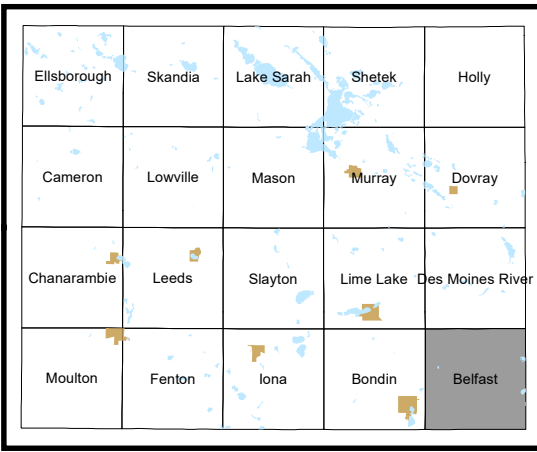 Ellsborough Skandia Lake Sarah Shetek Holly
Cameron Lowville Mason Murray Dovray
Chanarambie Leeds Slayton Lime Lake Des Moines River
Moulton Fenton Iona Bondin Belfast